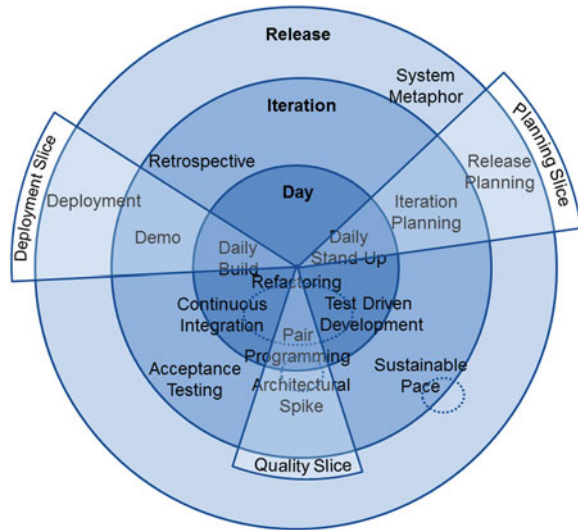 Release
System
Metaphor
Iteration
Planning Slice
Deployment Slice
Retrospective
Release
Planning
Day
Deployment
Iteration
Planning
Demo
Daily
Build
Daily
Stand-Up
Refactoring
Continuous
Integration
Test Driven
Development
Pair
Programming
Acceptance
Testing
Sustainable
Pace
Architectural
Spike
Quality Slice